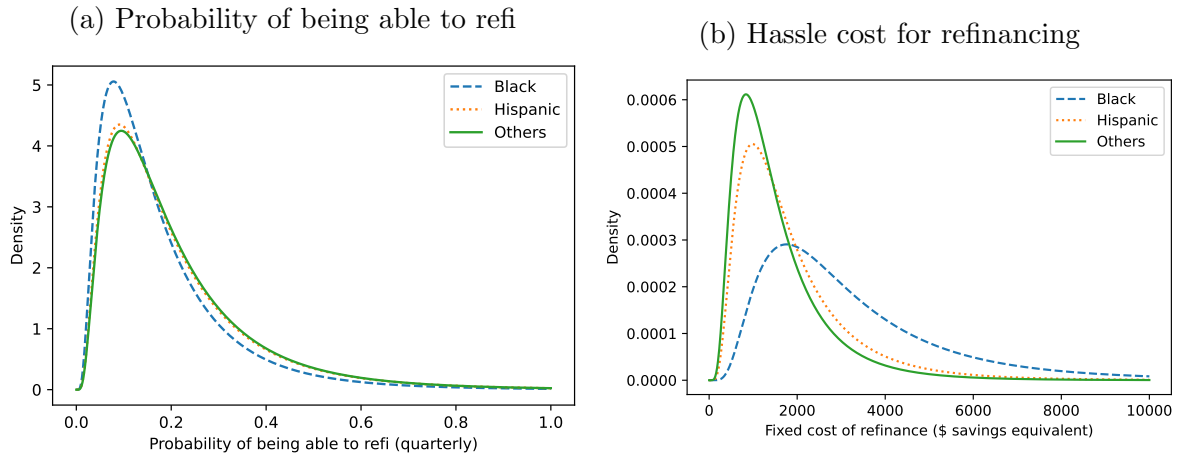 (a) Probability of being able to refi
Density
5
4
3
2
1
0
0.0 0.2 0.4 0.6 0.8 1.0
Probability of being able to refi (quarterly)
Black
Hispanic
Others
(b) Hassle cost for refinancing
Density
0.0006
0.0005
0.0004
0.0003
0.0002
0.0001
0.0000
0 2000 4000 6000 8000 10000
Fixed cost of refinance ($ savings equivalent)
Black
Hispanic
Others